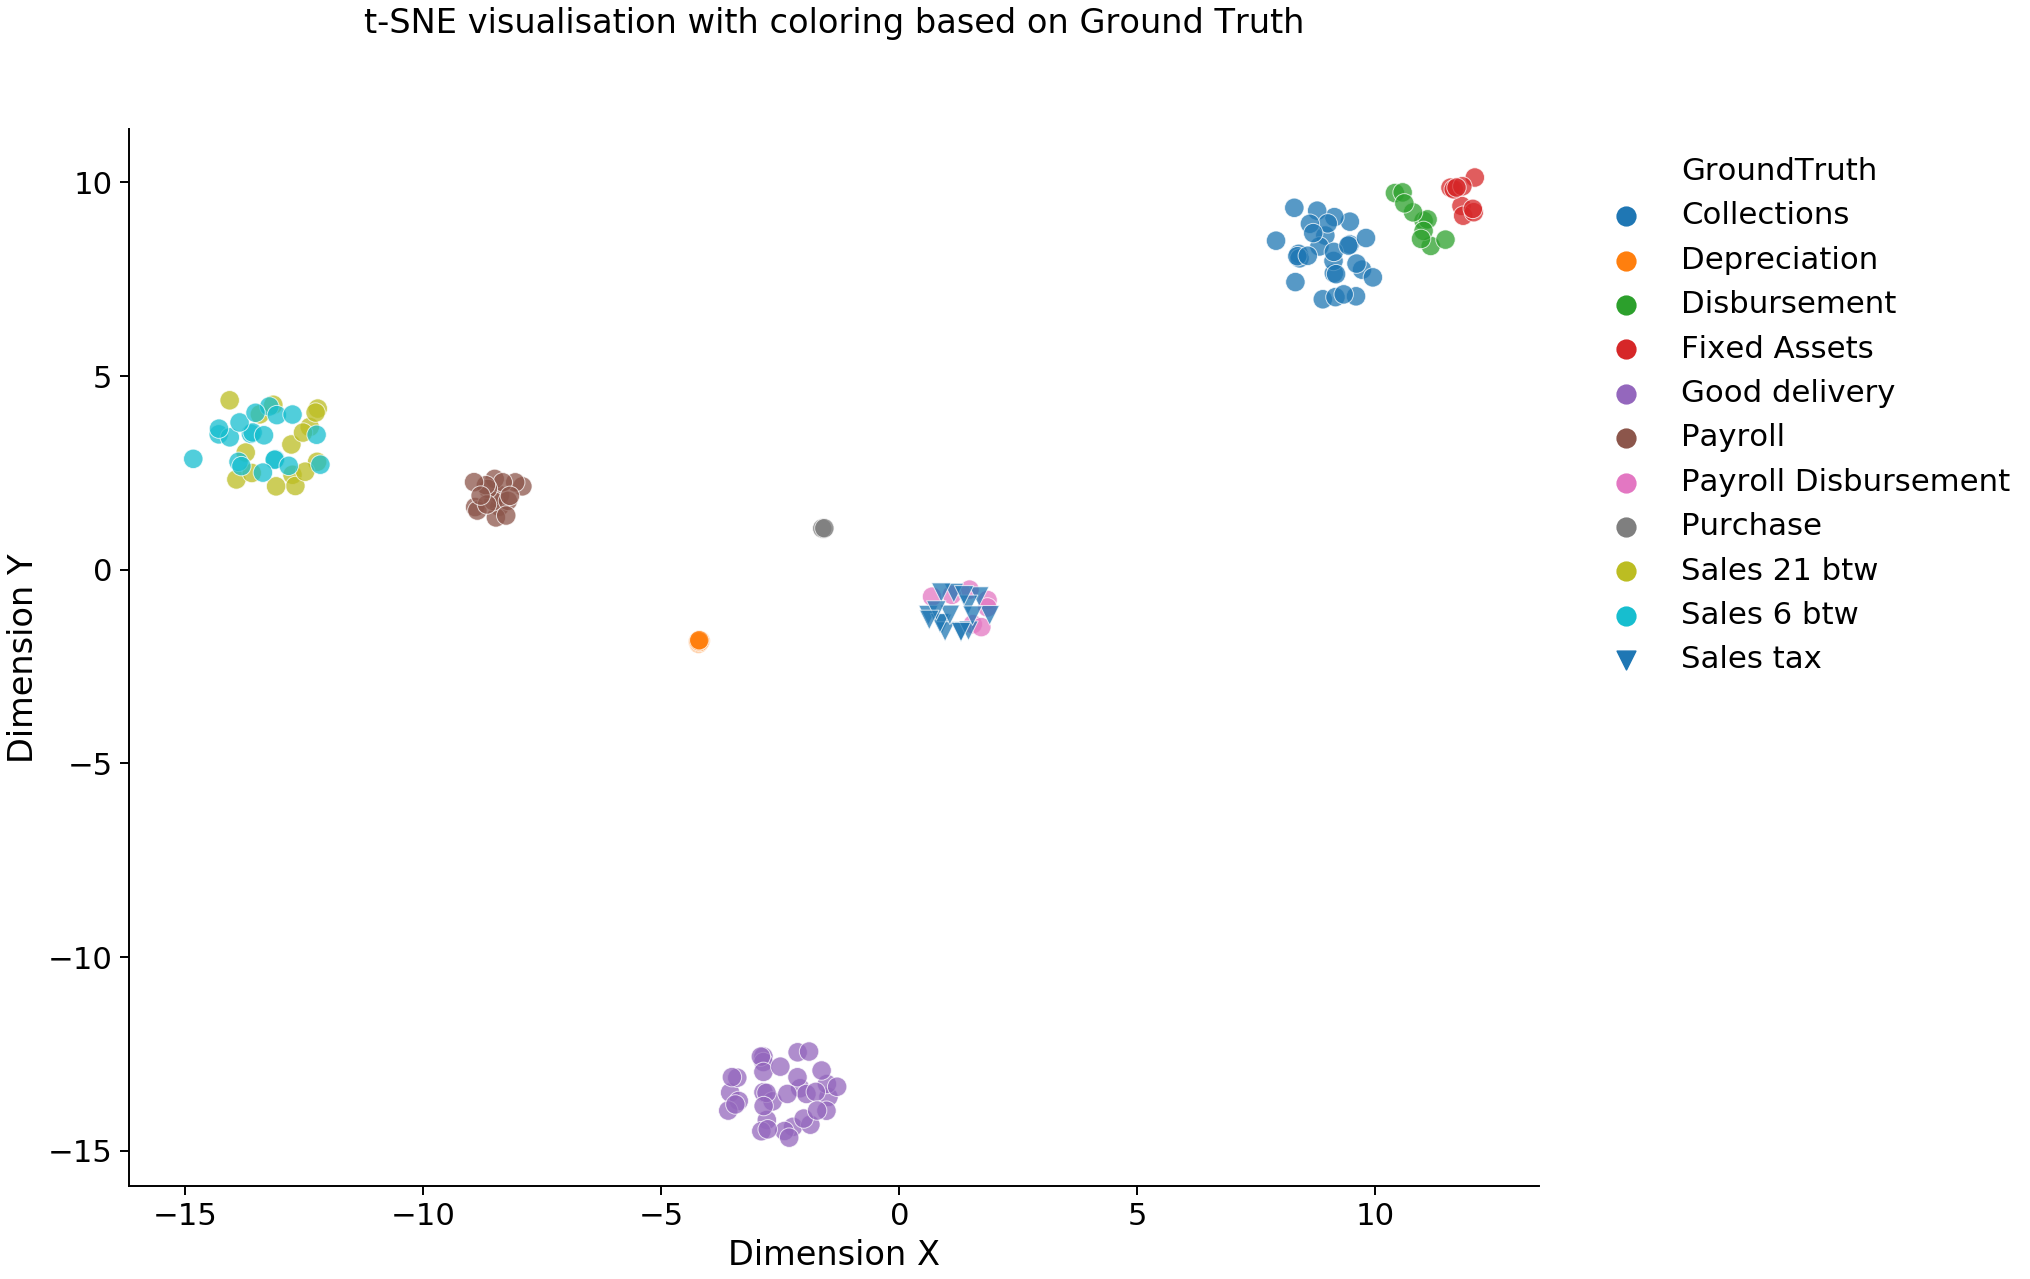 t-SNE visualisation with coloring based on Ground Truth
GroundTruth
Collections
Depreciation
Disbursement
Fixed Assets
Good delivery
Payroll
Payroll Disbursement
Purchase
Sales 21 btw
Sales 6 btw
Sales tax
Dimension Y
10
5
0
−5
−10
−15
−15 −10 −5 0 5 10
Dimension X